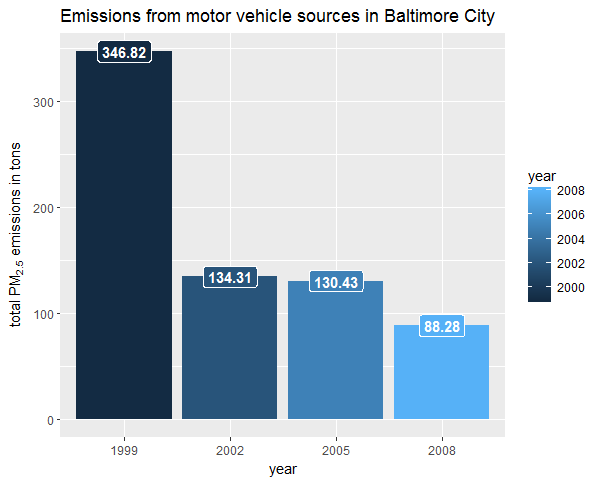 Emissions from motor vehicle sources in Baltimore City
total PM2.5 emissions in tons
300
200
100
0
346.82
134.31
130.43
88.28
1999 2002 2005 2008
year
year
2008
2006
2004
2002
2000